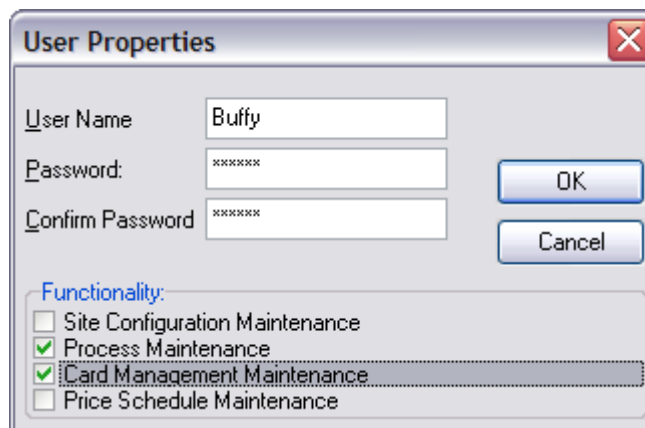 User Properties
User Name Buffy
Password: ******
Confirm Password ******
OK
Cancel
Functionality:
Site Configuration Maintenance
Process Maintenance
Card Management Maintenance
Price Schedule Maintenance